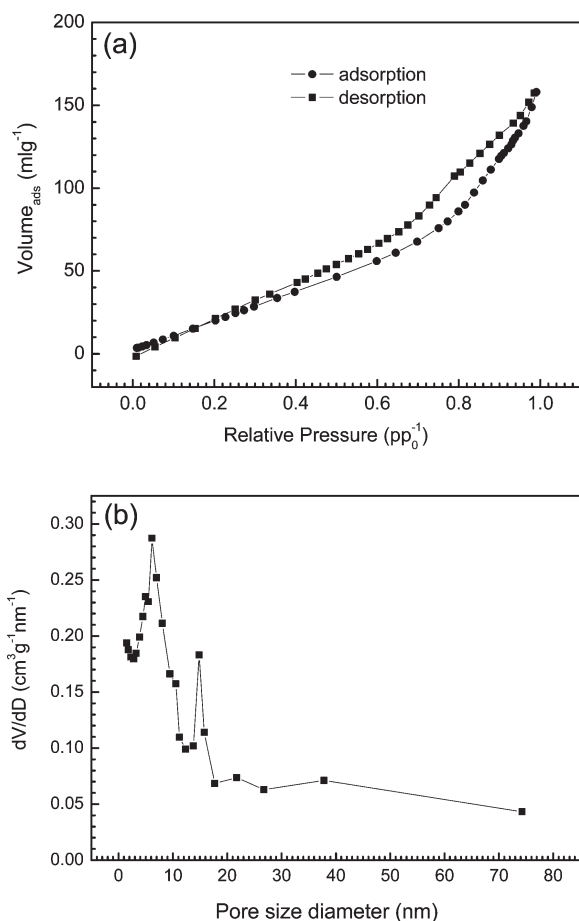 (a)
adsorption
desorption
Volume_ads (mlg^-1)
200
150
100
50
0
0.0 0.2 0.4 0.6 0.8 1.0
Relative Pressure (pp_0^-1)
(b)
dV/dD (cm^3g^-1nm^-1)
0.30
0.25
0.20
0.15
0.10
0.05
0.00
0 10 20 30 40 50 60 70 80
Pore size diameter (nm)